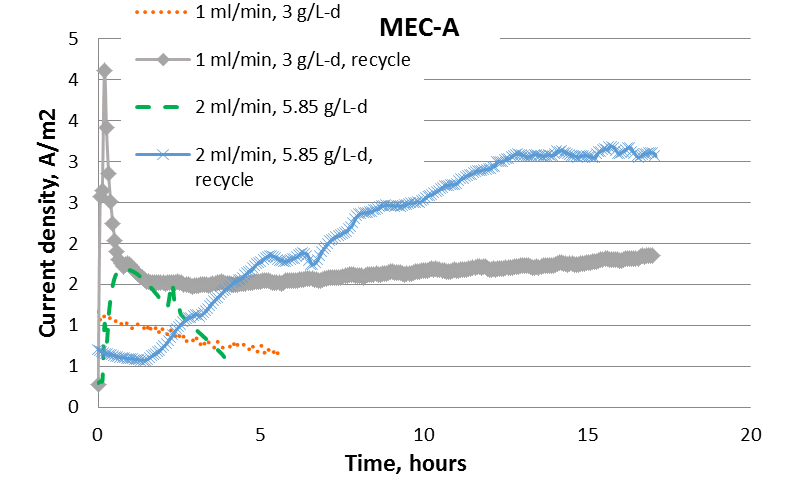 MEC-A
1 ml/min, 3 g/L-d
1 ml/min, 3 g/L-d, recycle
2 ml/min, 5.85 g/L-d
2 ml/min, 5.85 g/L-d,
recycle
Current density, A/m2
5
4
4
3
3
2
2
1
1
0
0
5
10
15
20
Time, hours